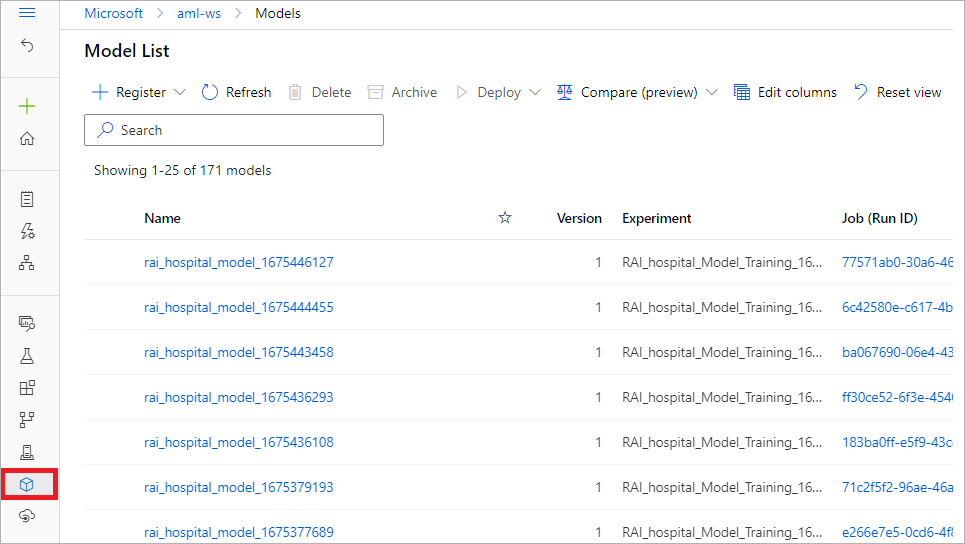 Microsoft > aml-ws > Models
Model List
Register Refresh Delete Archive Deploy Compare (preview) Edit columns Reset view
Search
Showing 1-25 of 171 models
Name Version Experiment Job (Run ID)
rai_hospital_model_1675446127 1 RAI_hospital_Model_Training_16... 77571ab0-30a6-46
rai_hospital_model_1675444455 1 RAI_hospital_Model_Training_16... 6c42580e-c617-4b
rai_hospital_model_1675443458 1 RAI_hospital_Model_Training_16... ba067690-06e4-43
rai_hospital_model_1675436293 1 RAI_hospital_Model_Training_16... ff30ce52-6f3e-454
rai_hospital_model_1675436108 1 RAI_hospital_Model_Training_16... 183ba0ff-e5f9-43c
rai_hospital_model_1675379193 1 RAI_hospital_Model_Training_16... 71c2f5f2-96ae-46a
rai_hospital_model_1675377689 1 RAI_hospital_Model_Training_16... e266e7e5-0cd6-4f